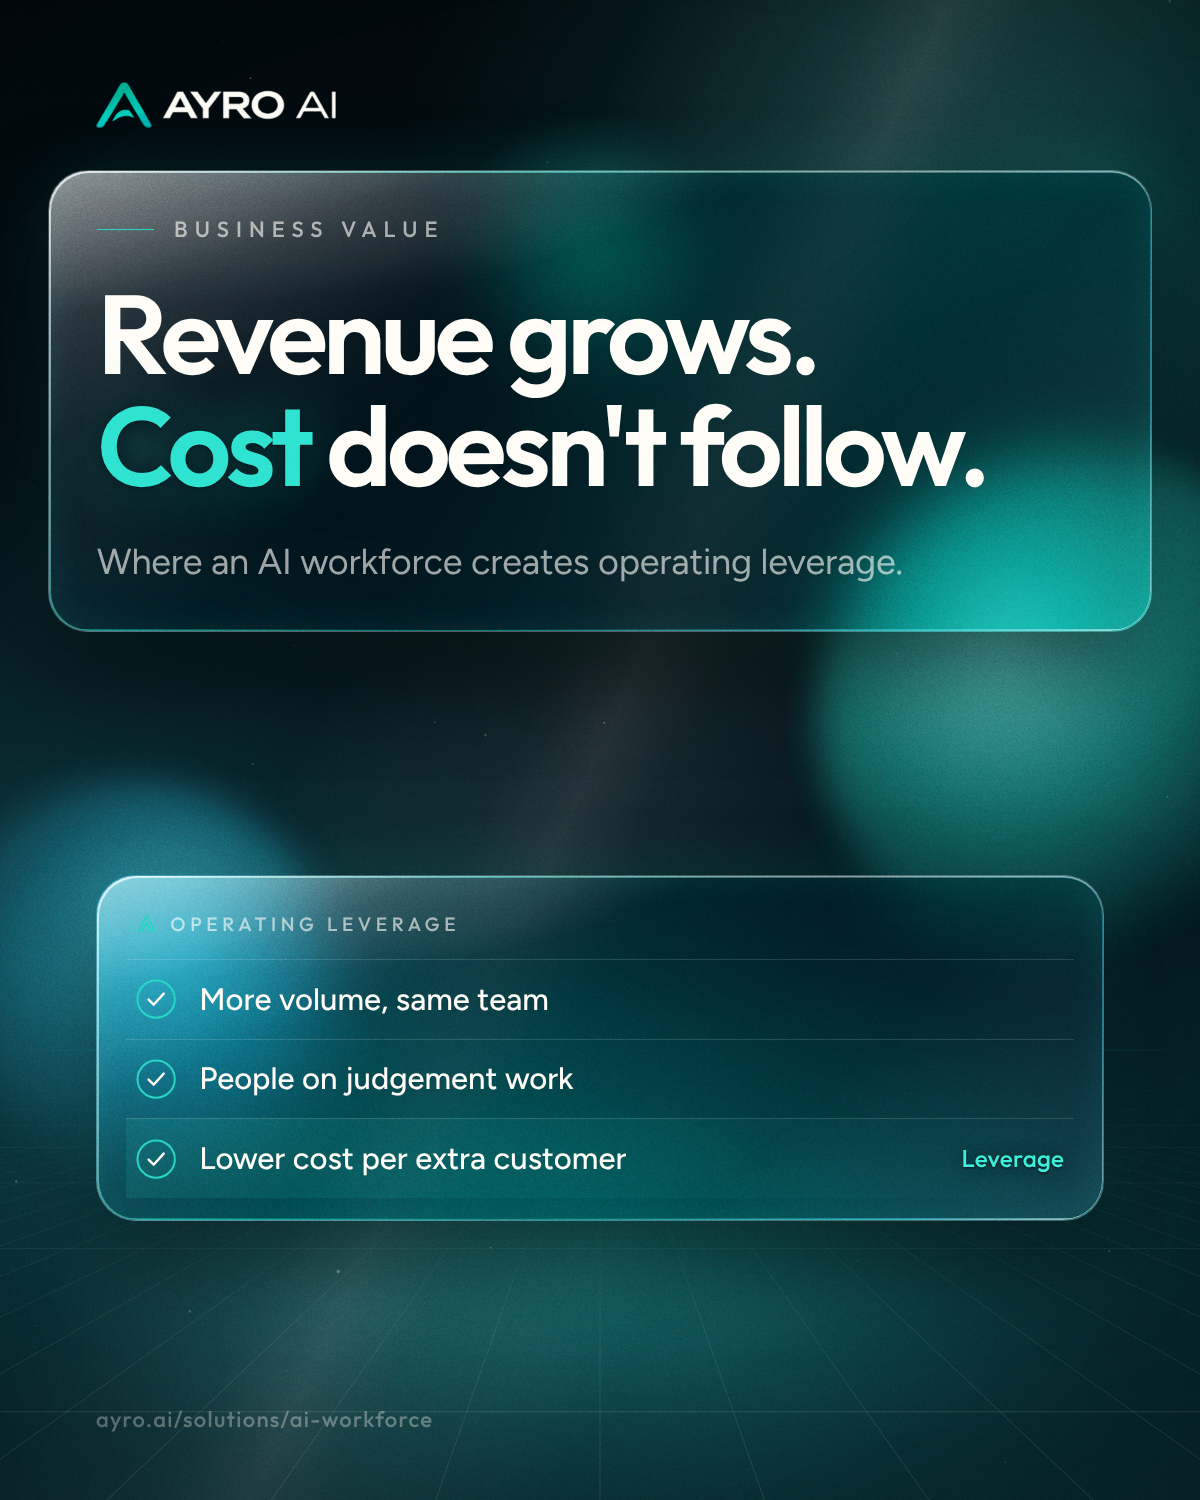 AYRO AI
BUSINESS VALUE
Revenue grows.
Cost doesn't follow.
Where an AI workforce creates operating leverage.
OPERATING LEVERAGE
More volume, same team
People on judgement work
Lower cost per extra customer
Leverage
ayro.ai/solutions/ai-workforce